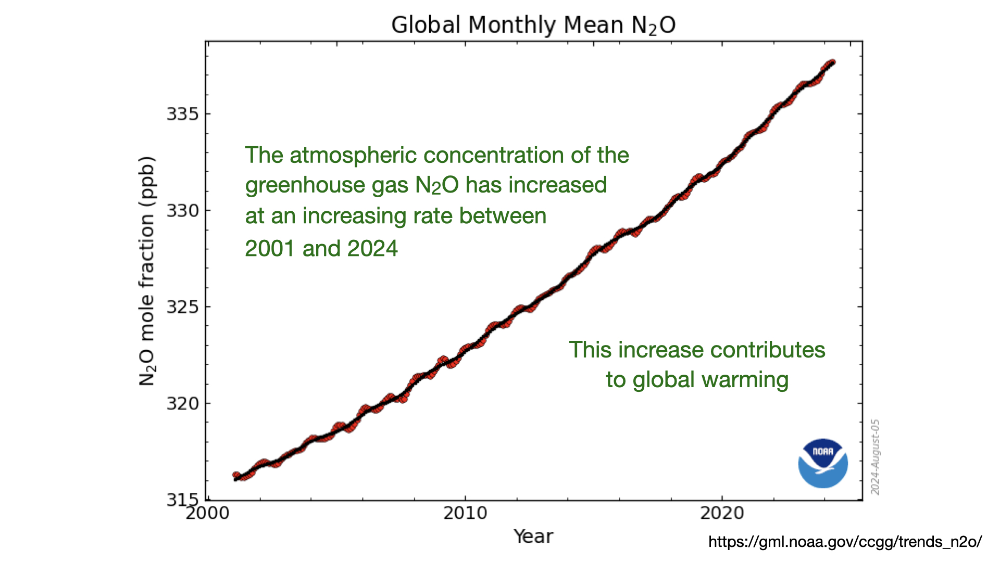 Global Monthly Mean N₂O
335
330
325
320
315
N₂O mole fraction (ppb)
The atmospheric concentration of the
greenhouse gas N₂O has increased
at an increasing rate between
2001 and 2024
This increase contributes
to global warming
NOAA
2024-August-05
2000
2010
2020
Year
https://gml.noaa.gov/ccgg/trends_n2o/